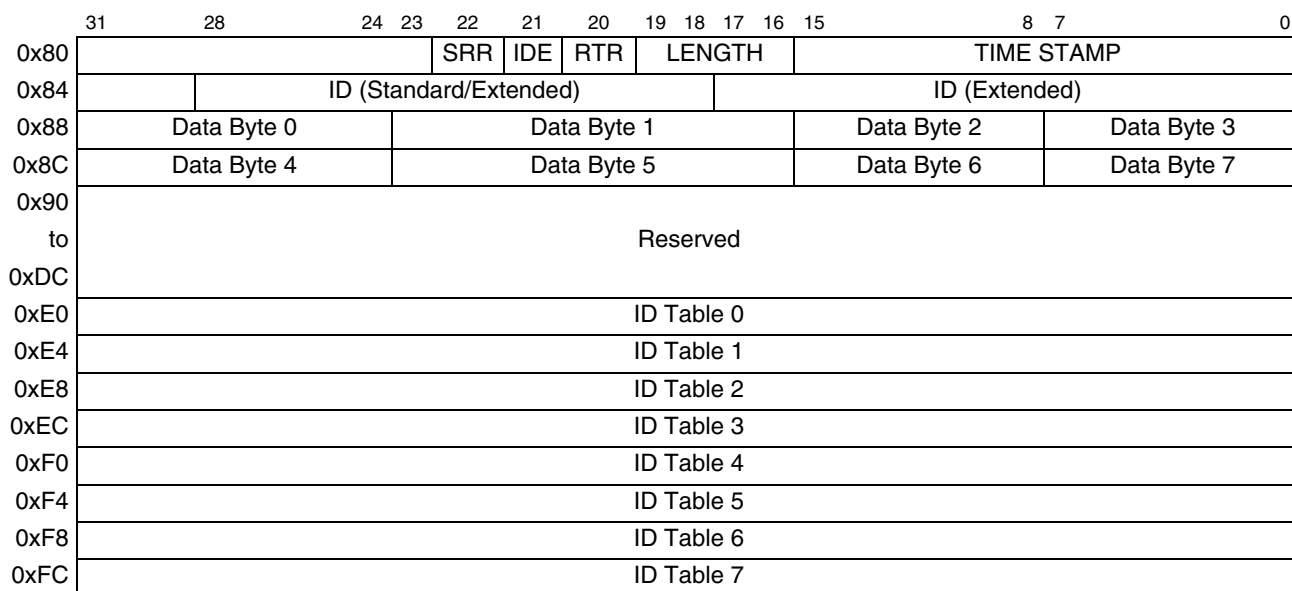 31 28 24 23 22 21 20 19 18 17 16 15 8 7 0
0x80 SRR IDE RTR LENGTH TIME STAMP
0x84 ID (Standard/Extended) ID (Extended)
0x88 Data Byte 0 Data Byte 1 Data Byte 2 Data Byte 3
0x8C Data Byte 4 Data Byte 5 Data Byte 6 Data Byte 7
0x90
to Reserved
0xDC
0xE0 ID Table 0
0xE4 ID Table 1
0xE8 ID Table 2
0xEC ID Table 3
0xF0 ID Table 4
0xF4 ID Table 5
0xF8 ID Table 6
0xFC ID Table 7